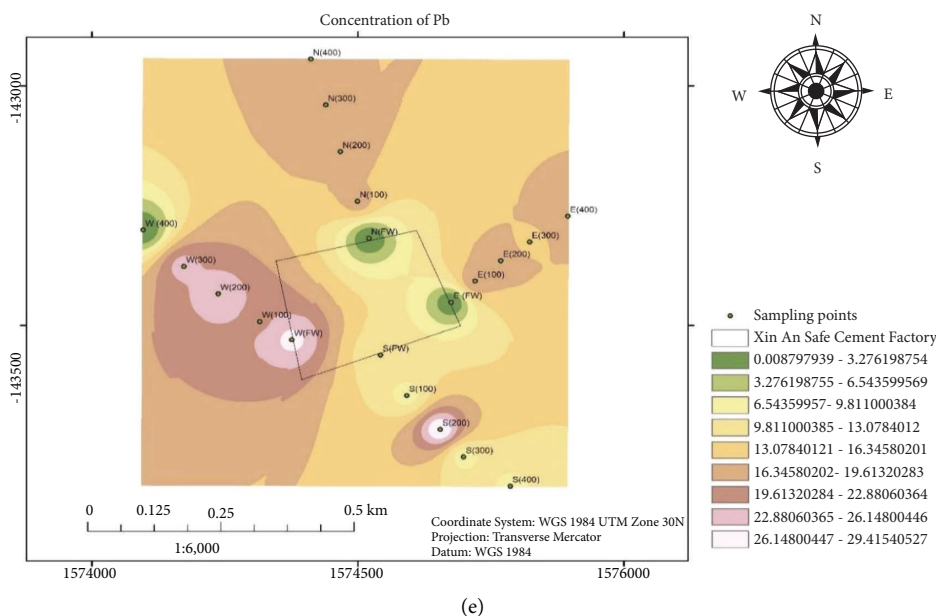 Concentration of Pb
N
W
E
S
-143000
-143500
N(400)
N(300)
N(200)
N(100)
N(FW)
E(400)
E(300)
E(200)
E(100)
E (FW)
W (400)
W(300)
W(200)
W(100)
W(FW)
S(FW)
S(100)
S(200)
S(300)
S(400)
Sampling points
Xin An Safe Cement Factory
0.008797939 - 3.276198754
3.276198755 - 6.543599569
6.54359957- 9.811000384
9.811000385 - 13.0784012
13.07840121 - 16.34580201
16.34580202- 19.61320283
19.61320284 - 22.88060364
22.88060365 - 26.14800446
26.14800447 - 29.41540527
0 0.125 0.25 0.5 km
1:6,000
Coordinate System: WGS 1984 UTM Zone 30N
Projection: Transverse Mercator
Datum: WGS 1984
1574000 1574500 1576000
(e)